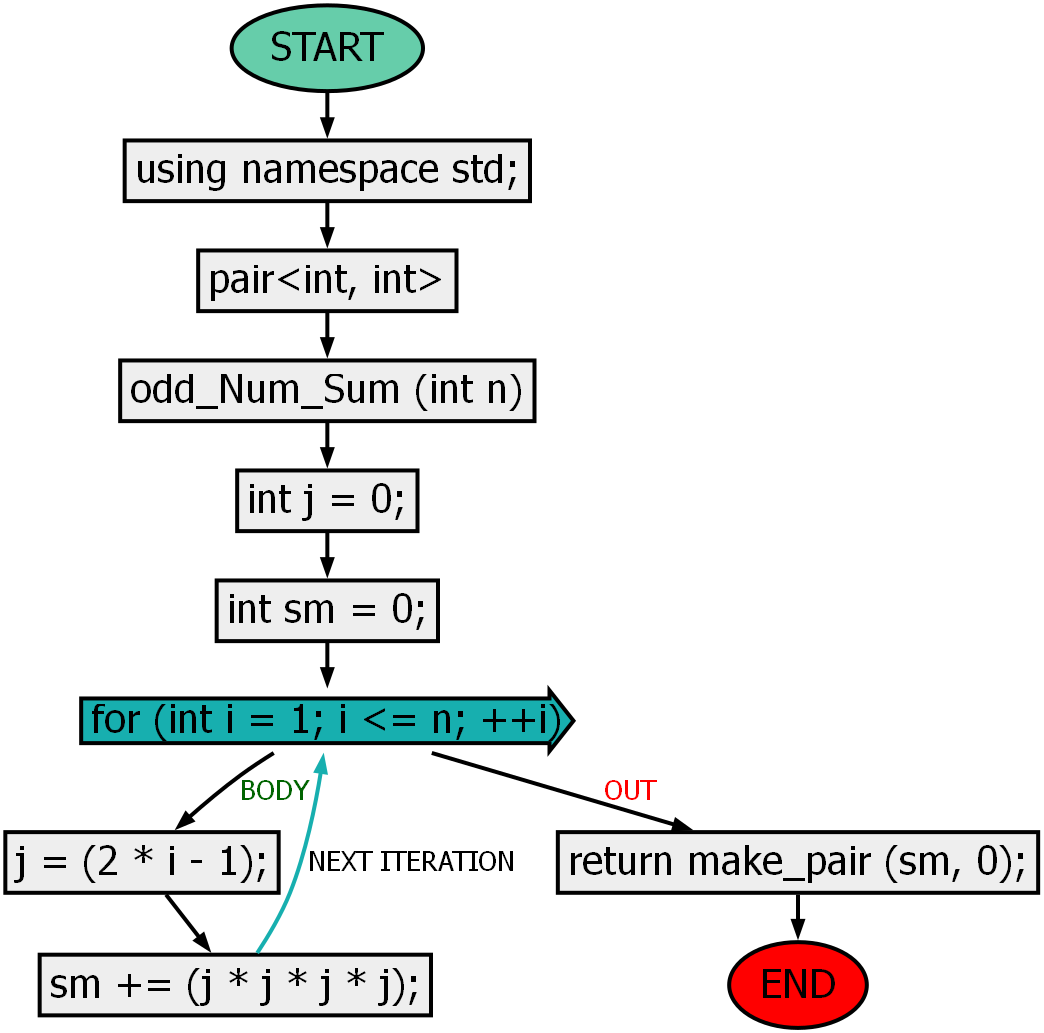 START
using namespace std;
pair<int, int>
odd_Num_Sum (int n)
int j = 0;
int sm = 0;
for (int i = 1; i <= n; ++i)
BODY
OUT
j = (2 * i - 1);
NEXT ITERATION
return make_pair (sm, 0);
sm += (j * j * j * j);
END